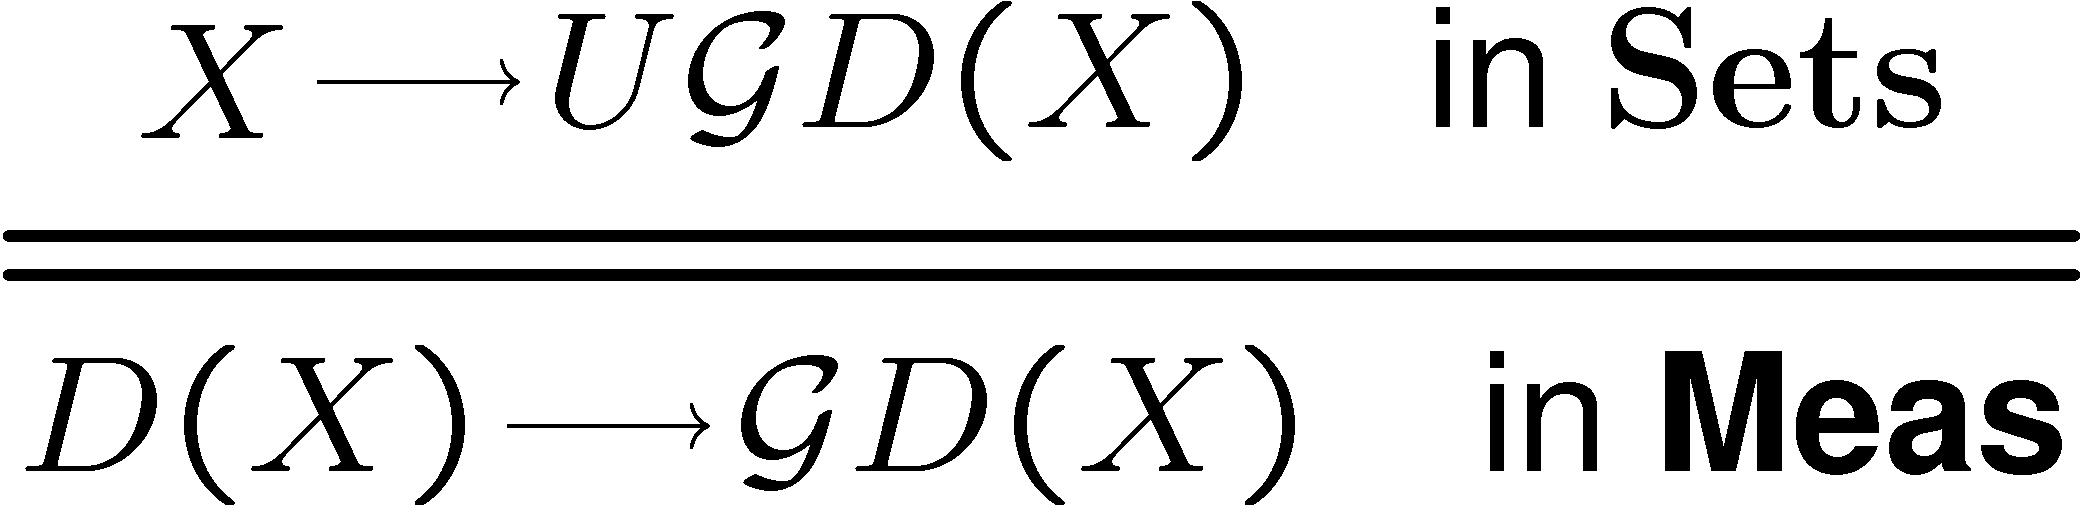 X ⟶ U𝒢D(X) in Sets
D(X) ⟶ 𝒢D(X) in Meas